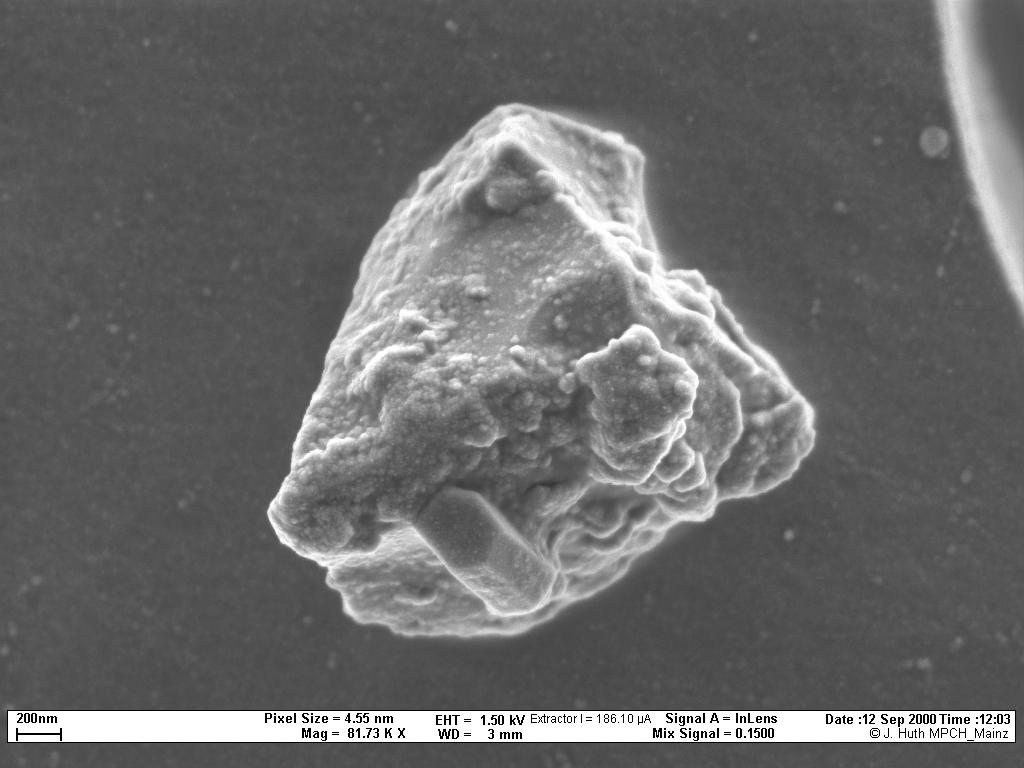 200nm Pixel Size = 4.55 nm EHT = 1.50 kV Extractor I = 186.10 µA Signal A = InLens Date :12 Sep 2000 Time :12:03
Mag = 81.73 K X WD = 3 mm Mix Signal = 0.1500 © J. Huth MPCH_Mainz